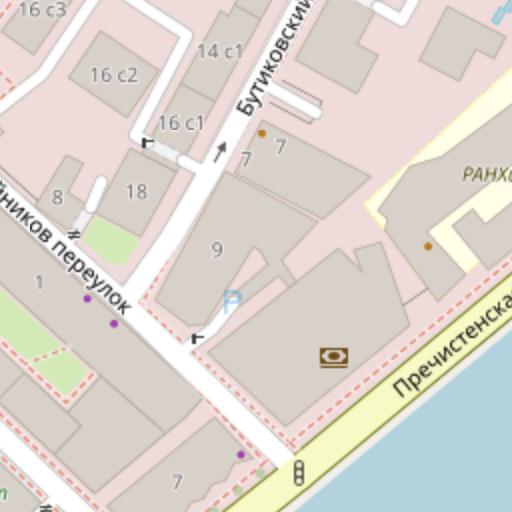 16 с3
14 с1
Бутиковский
16 с2
16 с1
7
7
РАНХ
8
18
йников переулок
9
1
P
Пречистенска
7